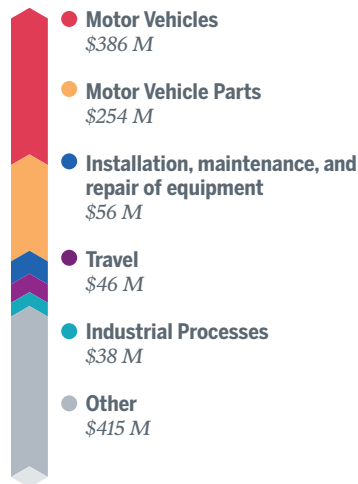 Motor Vehicles
$386 M
Motor Vehicle Parts
$254 M
Installation, maintenance, and
repair of equipment
$56 M
Travel
$46 M
Industrial Processes
$38 M
Other
$415 M